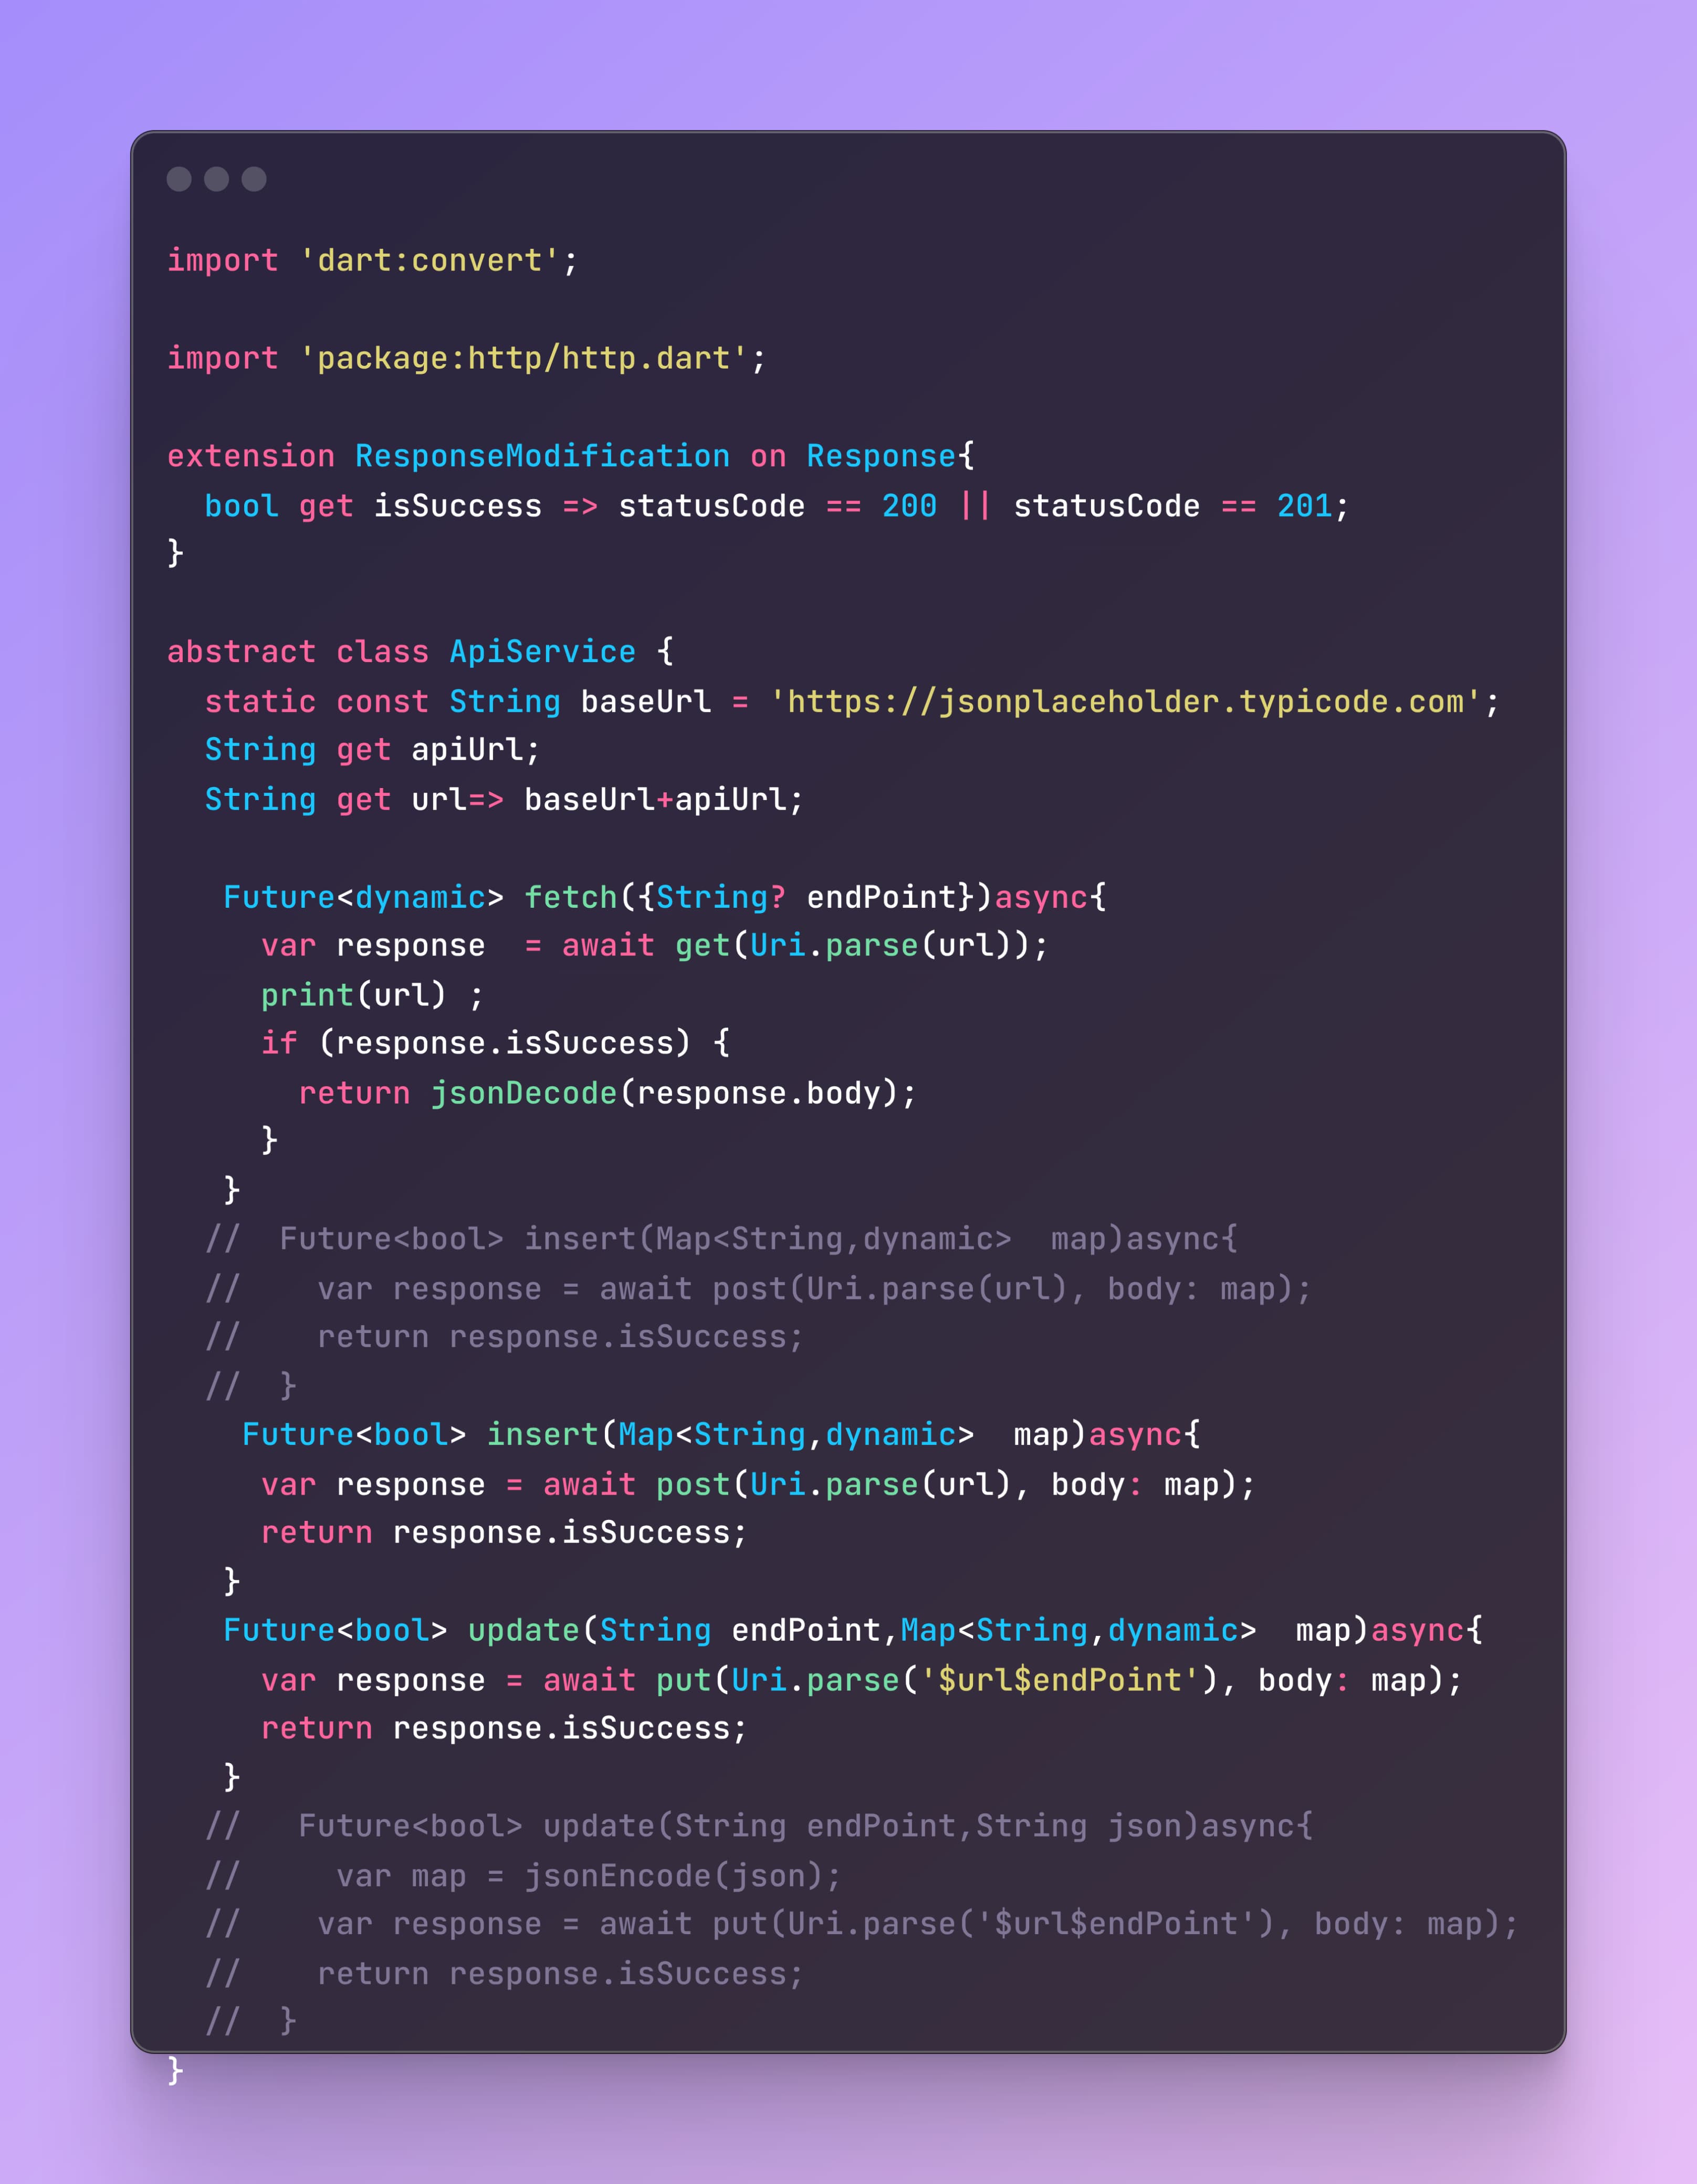 import 'dart:convert';

import 'package:http/http.dart';

extension ResponseModification on Response{
  bool get isSuccess => statusCode == 200 || statusCode == 201;
}

abstract class ApiService {
  static const String baseUrl = 'https://jsonplaceholder.typicode.com';
  String get apiUrl;
  String get url=> baseUrl+apiUrl;

   Future<dynamic> fetch({String? endPoint})async{
     var response  = await get(Uri.parse(url));
     print(url) ;
     if (response.isSuccess) {
       return jsonDecode(response.body);
     }
   }
  //  Future<bool> insert(Map<String,dynamic>  map)async{
  //    var response = await post(Uri.parse(url), body: map);
  //    return response.isSuccess;
  //  }
    Future<bool> insert(Map<String,dynamic>  map)async{
     var response = await post(Uri.parse(url), body: map);
     return response.isSuccess;
   }
   Future<bool> update(String endPoint,Map<String,dynamic>  map)async{
     var response = await put(Uri.parse('$url$endPoint'), body: map);
     return response.isSuccess;
   }
  //   Future<bool> update(String endPoint,String json)async{
  //     var map = jsonEncode(json);
  //    var response = await put(Uri.parse('$url$endPoint'), body: map);
  //    return response.isSuccess;
  //  }
}